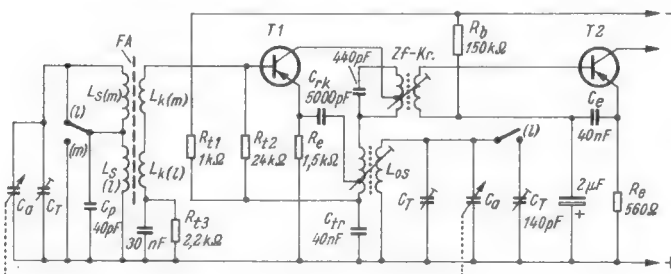 FA
T1
T2
Zf-Kr.
440pF
Crk
5000pF
Rb
150kΩ
Ls(m)
Lk(m)
(l)
(m)
Ls
(l)
Lk(l)
Rt1
1kΩ
Rt2
24kΩ
Re
1,5kΩ
Los
(l)
Ce
40nF
Ca
CT
Cp
40pF
30nF
Rt3
2,2kΩ
Ctr
40nF
CT
Ca
CT
140pF
2µF
+
Re
560Ω
-
+